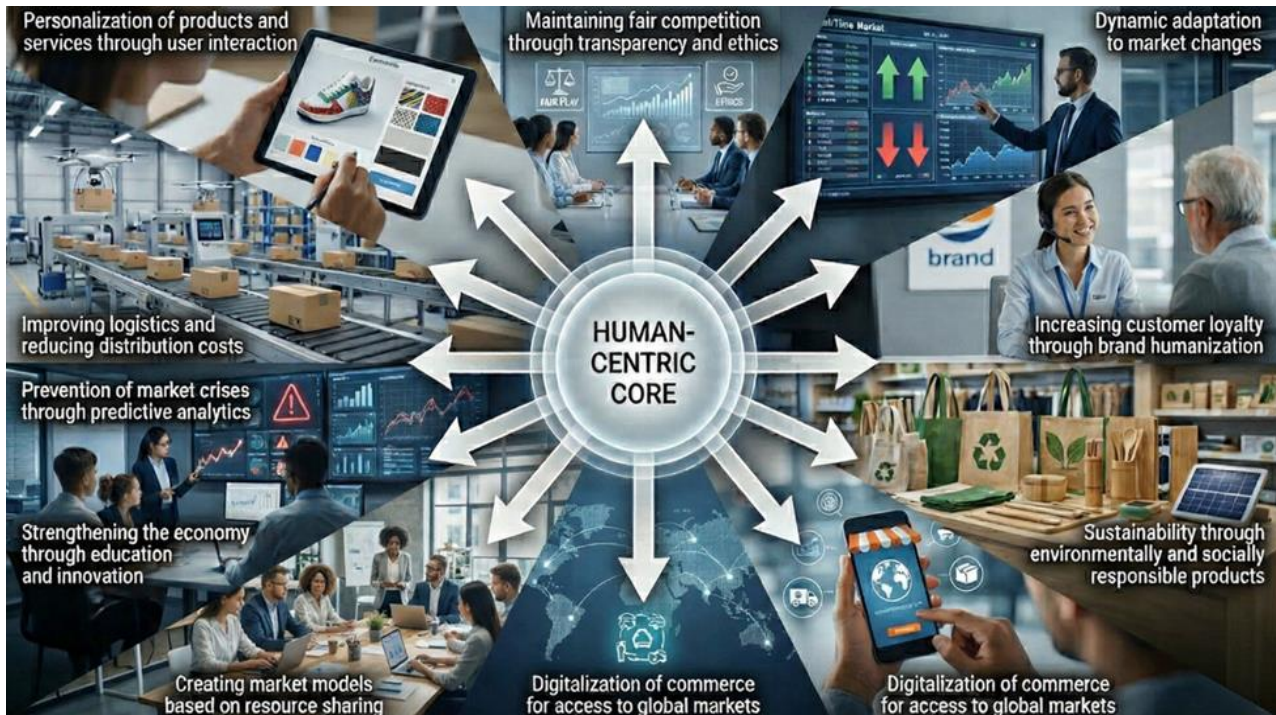 Personalization of products and
services through user interaction
Maintaining fair competition
through transparency and ethics
Dynamic adaptation
to market changes
FAIR PLAY
ETHICS
brand
Improving logistics and
reducing distribution costs
HUMAN-
CENTRIC
CORE
Increasing customer loyalty
through brand humanization
Prevention of market crises
through predictive analytics
Strengthening the economy
through education
and innovation
Sustainability through
environmentally and socially
responsible products
Creating market models
based on resource sharing
Digitalization of commerce
for access to global markets
Digitalization of commerce
for access to global markets